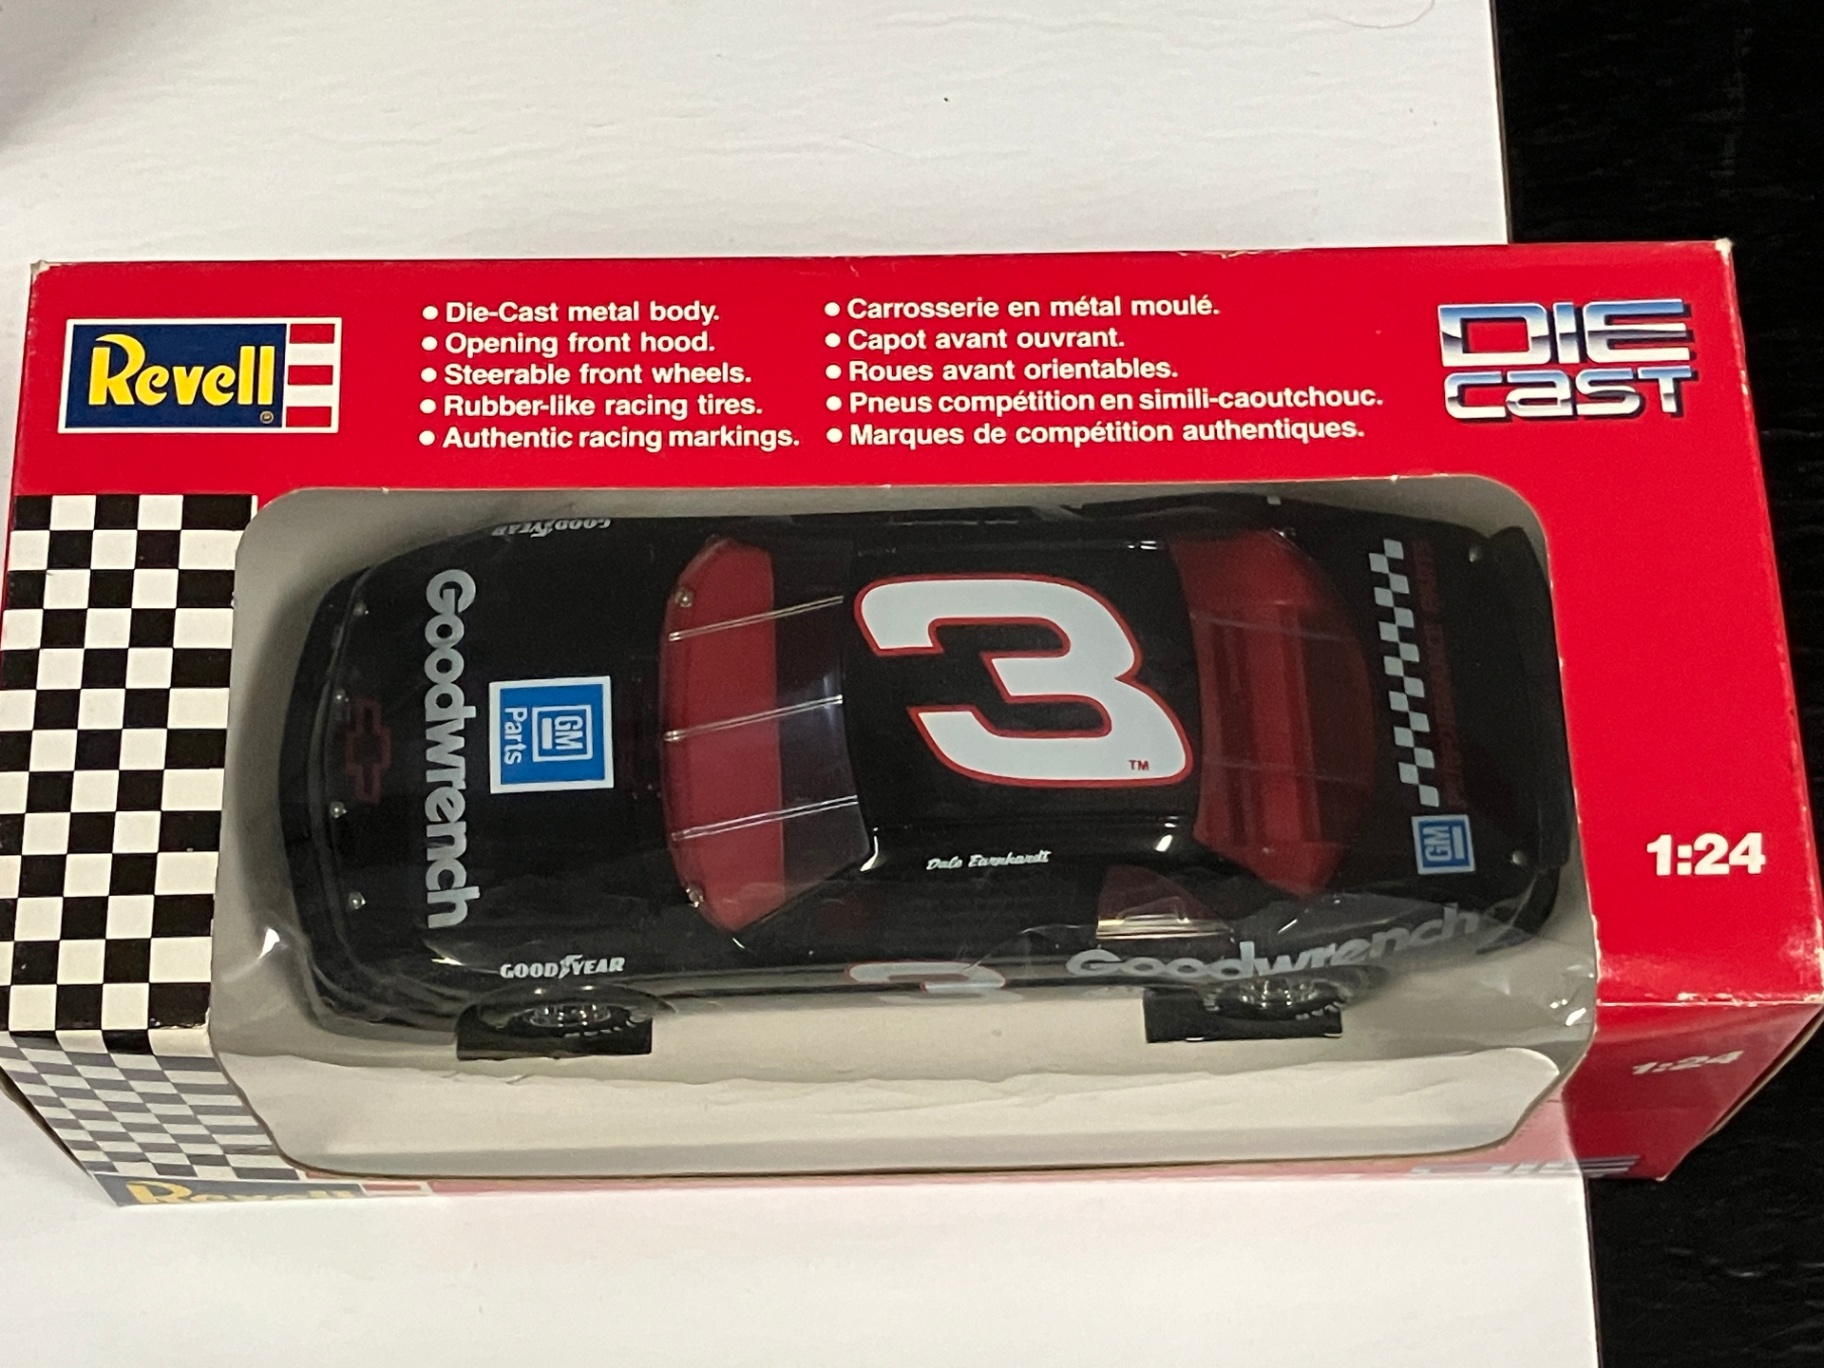 Revell
Die-Cast metal body.
Opening front hood.
Steerable front wheels.
Rubber-like racing tires.
Authentic racing markings.
Carrosserie en métal moulé.
Capot avant ouvrant.
Roues avant orientables.
Pneus compétition en simili-caoutchouc.
Marques de compétition authentiques.
DIE
CAST
GOODYEAR
Goodwrench
GM
Parts
3
TM
Dale Earnhardt
GM
1:24
GOODYEAR
3
Goodwrench
1:24
Revell
DIE